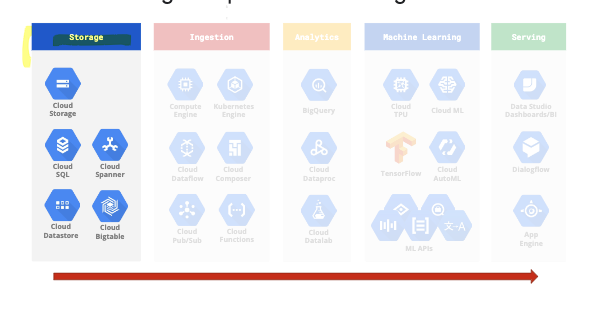 Storage
Cloud
Storage
Cloud
SQL
Cloud
Spanner
Cloud
Datastore
Cloud
Bigtable
Ingestion
Compute
Engine
Kubernetes
Engine
Cloud
Dataflow
Cloud
Composer
Cloud
Pub/Sub
Cloud
Functions
Analytics
BigQuery
Cloud
Dataproc
Cloud
Datalab
Machine Learning
Cloud
TPU
Cloud ML
TensorFlow
Cloud
AutoML
文-A
ML APIs
Serving
Data Studio
Dashboards/BI
Dialogflow
App
Engine